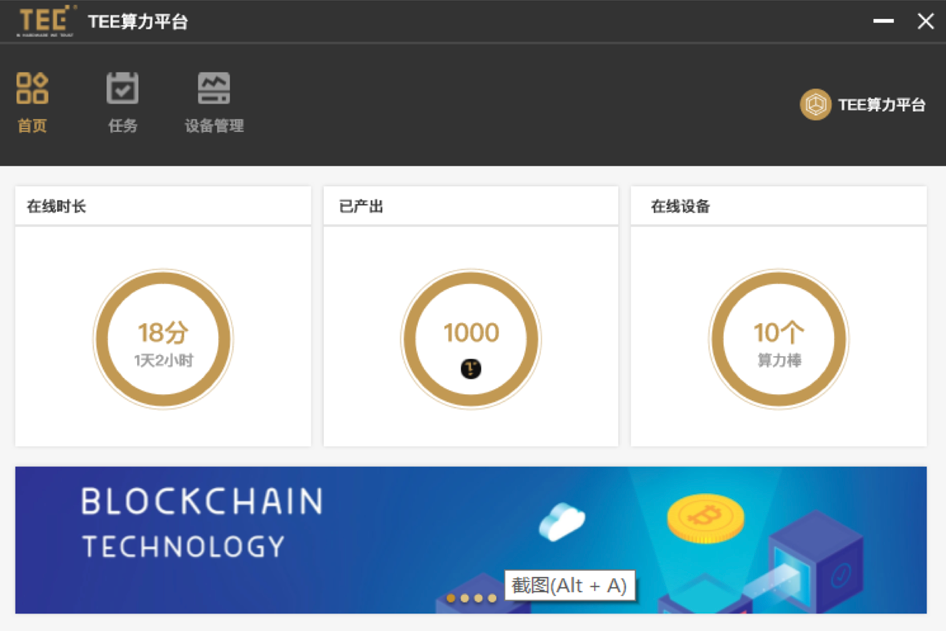 TEE
TEE算力平台
首页
任务
设备管理
TEE算力平台
在线时长
已产出
在线设备
18分
1天2小时
1000
10个
算力棒
BLOCKCHAIN
TECHNOLOGY
截图(Alt + A)